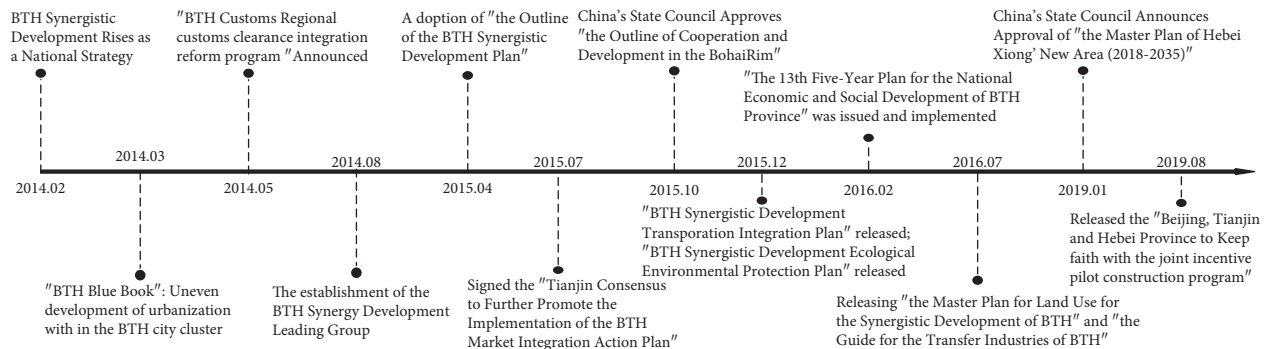 BTH Synergistic
Development Rises as
a National Strategy
"BTH Customs Regional
customs clearance integration
reform program "Announced
A doption of "the Outline
of the BTH Synergistic
Development Plan"
China's State Council Approves
"the Outline of Cooperation and
Development in the BohaiRim"
"The 13th Five-Year Plan for the National
Economic and Social Development of BTH
Province" was issued and implemented
China's State Council Announces
Approval of "the Master Plan of Hebei
Xiong' New Area (2018-2035)"
2014.03
2014.08
2015.07
2015.12
2016.07
2019.08
2014.02
2014.05
2015.04
2015.10
2016.02
2019.01
"BTH Blue Book": Uneven
development of urbanization
with in the BTH city cluster
The establishment of the
BTH Synergy Development
Leading Group
Signed the "Tianjin Consensus
to Further Promote the
Implementation of the BTH
Market Integration Action Plan"
"BTH Synergistic Development
Transporation Integration Plan" released;
"BTH Synergistic Development Ecological
Environmental Protection Plan" released
Releasing "the Master Plan for Land Use for
the Synergistic Development of BTH" and "the
Guide for the Transfer Industries of BTH"
Released the "Beijing, Tianjin
and Hebei Province to Keep
faith with the joint incentive
pilot construction program"